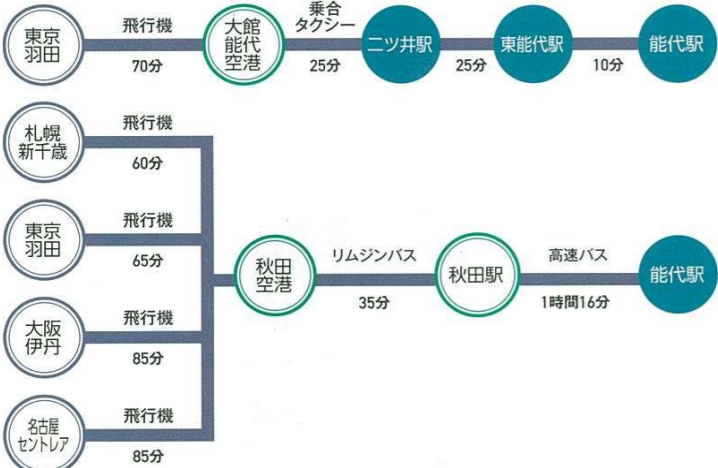 東京
羽田
飛行機
70分
大館
能代
空港
乗合
タクシー
25分
二ツ井駅
25分
東能代駅
10分
能代駅
札幌
新千歳
飛行機
60分
東京
羽田
飛行機
65分
大阪
伊丹
飛行機
85分
名古屋
セントレア
飛行機
85分
秋田
空港
リムジンバス
35分
秋田駅
高速バス
1時間16分
能代駅